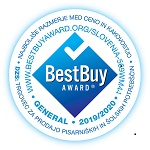 NAJBOLJŠE RAZMERJE MED CENO IN KAKOVOSTJO
WWW.BESTBUYAWARD.ORG/SLOVENIA-
BestBuy
AWARD
GENERAL - 2019/2020
PRODAJO PISARNIŠKIH IN ŠOLSKIH POTREBŠČIN